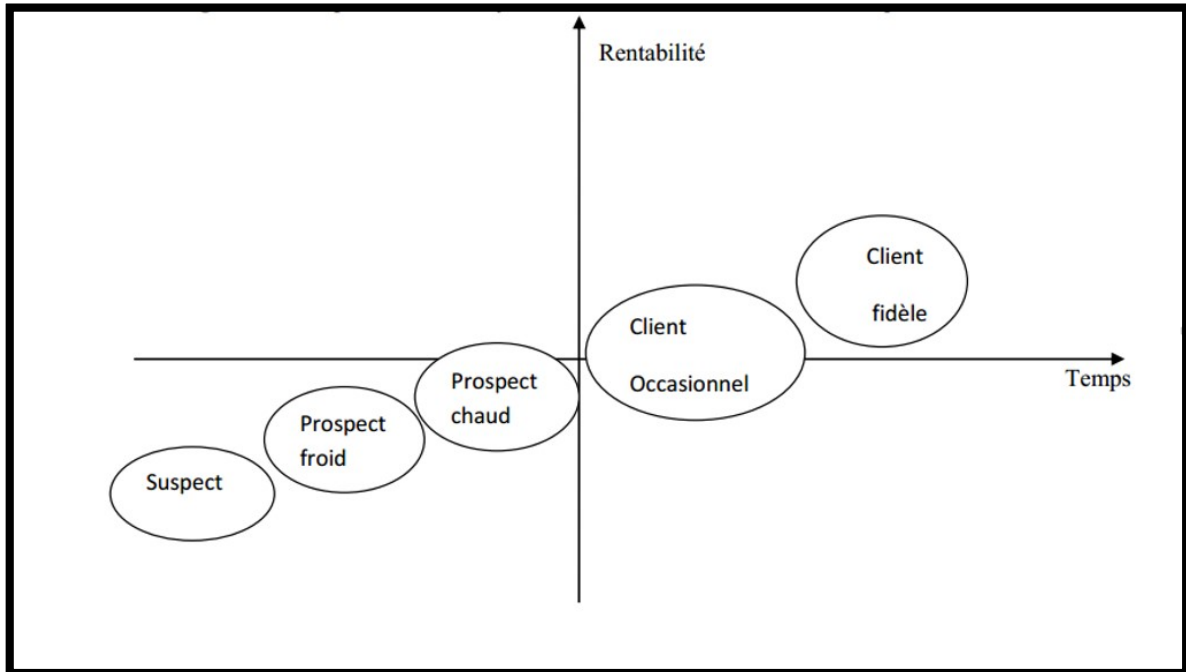 Rentabilité
Client
fidèle
Client
Occasionnel
Temps
Prospect
chaud
Prospect
froid
Suspect